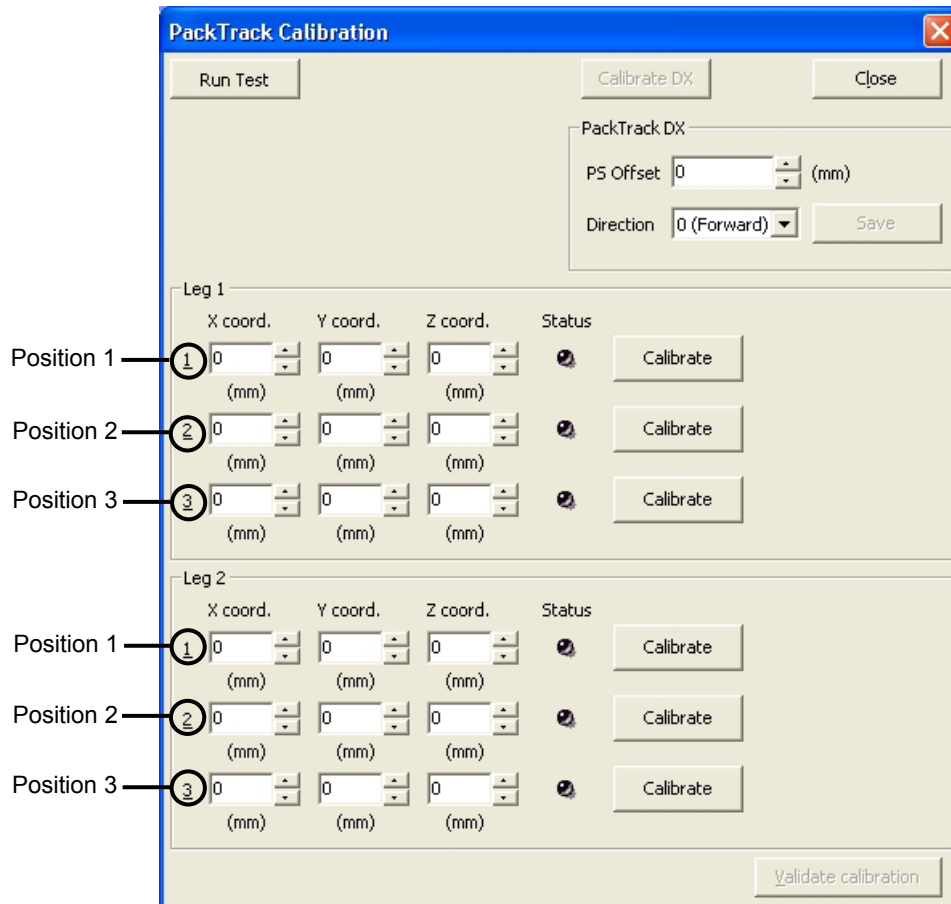 PackTrack Calibration
Run Test
Calibrate DX
Close
PackTrack DX
PS Offset 0 (mm)
Direction 0 (Forward) Save
Leg 1
X coord. Y coord. Z coord. Status
Position 1 1 0 0 0 Calibrate
(mm) (mm) (mm)
Position 2 2 0 0 0 Calibrate
(mm) (mm) (mm)
Position 3 3 0 0 0 Calibrate
(mm) (mm) (mm)
Leg 2
X coord. Y coord. Z coord. Status
Position 1 1 0 0 0 Calibrate
(mm) (mm) (mm)
Position 2 2 0 0 0 Calibrate
(mm) (mm) (mm)
Position 3 3 0 0 0 Calibrate
(mm) (mm) (mm)
Validate calibration